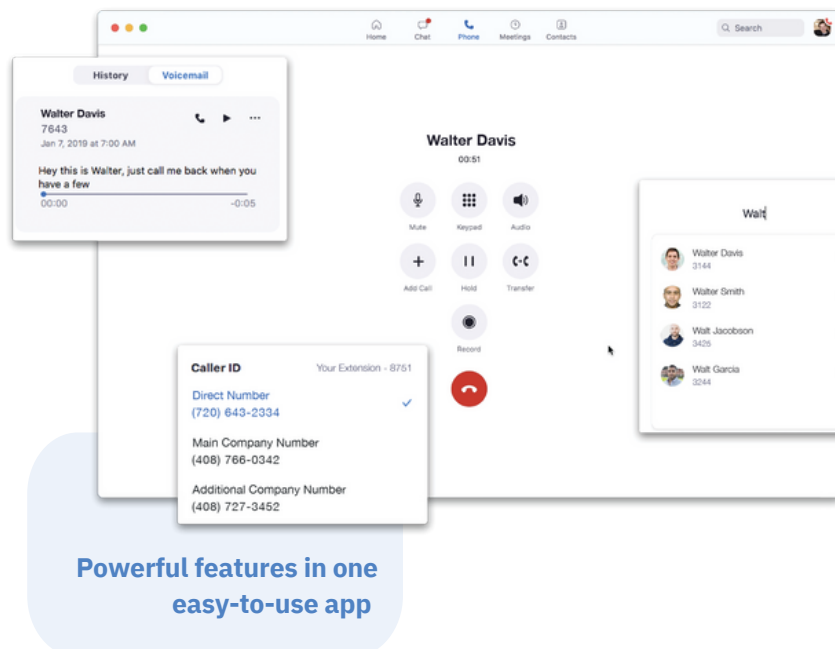 Home
Chat
Phone
Meetings
Contacts
Search
History
Voicemail
Walter Davis
7643
Jan 7, 2019 at 7:00 AM
Hey this is Walter, just call me back when you
have a few
00:00
-0:05
Walter Davis
00:51
Mute
Keypad
Audio
Add Call
Hold
Transfer
Record
Walt
Walter Davis
3144
Walter Smith
3122
Walt Jacobson
3425
Walt Garcia
3244
Caller ID
Your Extension - 8751
Direct Number
(720) 643-2334
Main Company Number
(408) 766-0342
Additional Company Number
(408) 727-3452
Powerful features in one
easy-to-use app